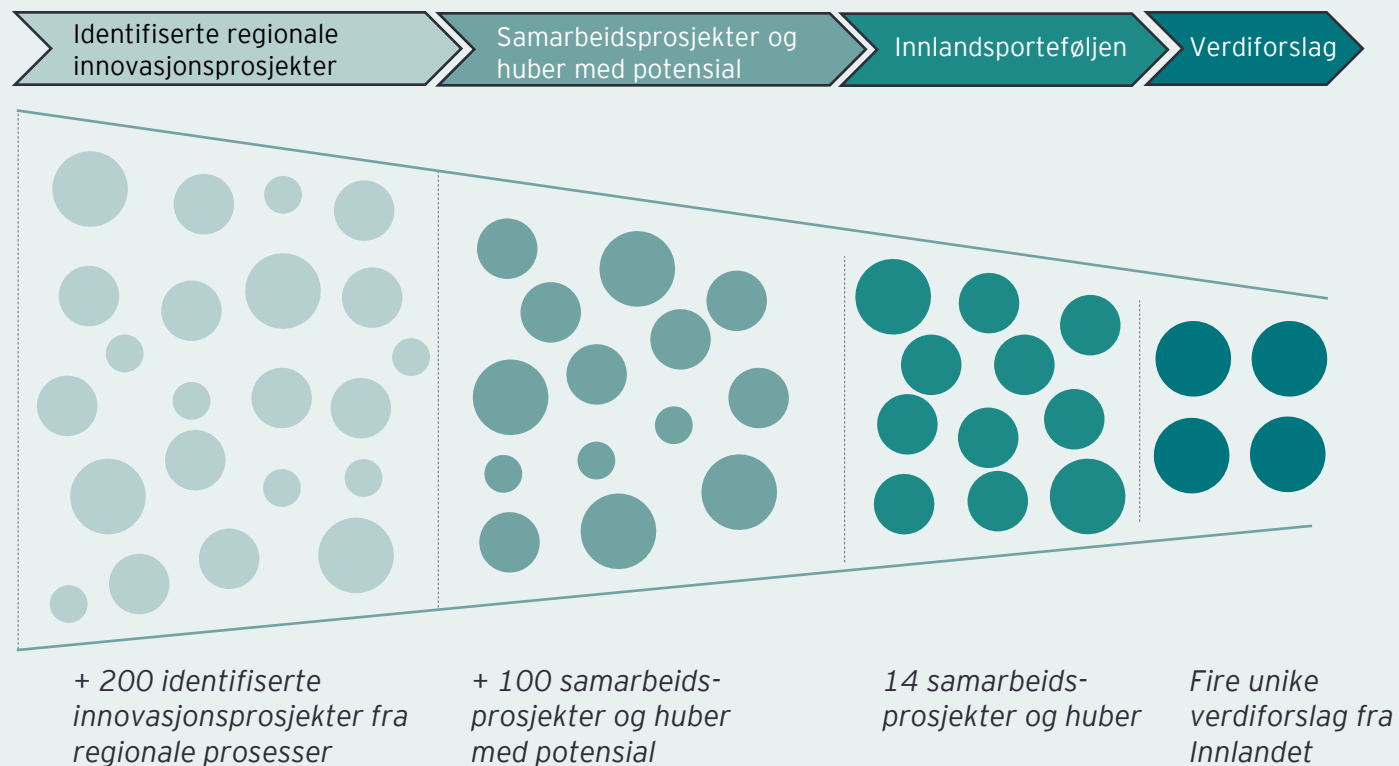 Identifiserte regionale
innovasjonsprosjekter
Samarbeidsprosjekter og
huber med potensial
Innlandsporteføljen
Verdiforslag
+ 200 identifiserte
innovasjonsprosjekter fra
regionale prosesser
+ 100 samarbeids-
prosjekter og huber
med potensial
14 samarbeids-
prosjekter og huber
Fire unike
verdiforslag fra
Innlandet